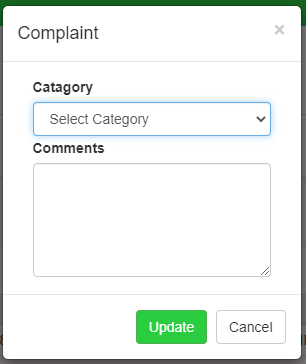 Complaint
×
Catagory
Select Category
Comments
Update
Cancel